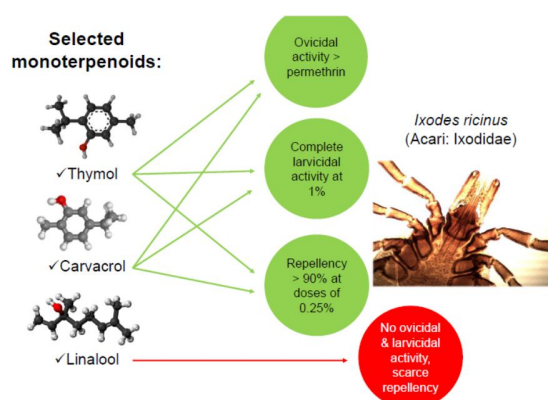 Selected
monoterpenoids:
✓Thymol
✓Carvacrol
✓Linalool
Ovicidal
activity >
permethrin
Complete
larvicidal
activity at
1%
Repellency
> 90% at
doses of
0.25%
No ovicidal
& larvicidal
activity,
scarce
repellency
Ixodes ricinus
(Acari: Ixodidae)